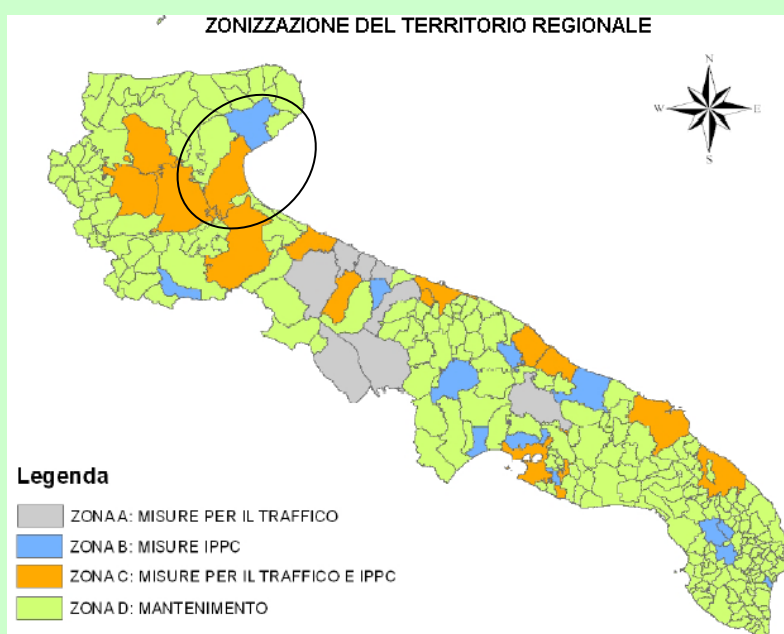 ZONIZZAZIONE DEL TERRITORIO REGIONALE
N
W E
S
Legenda
ZONA A: MISURE PER IL TRAFFICO
ZONA B: MISURE IPPC
ZONA C: MISURE PER IL TRAFFICO E IPPC
ZONA D: MANTENIMENTO